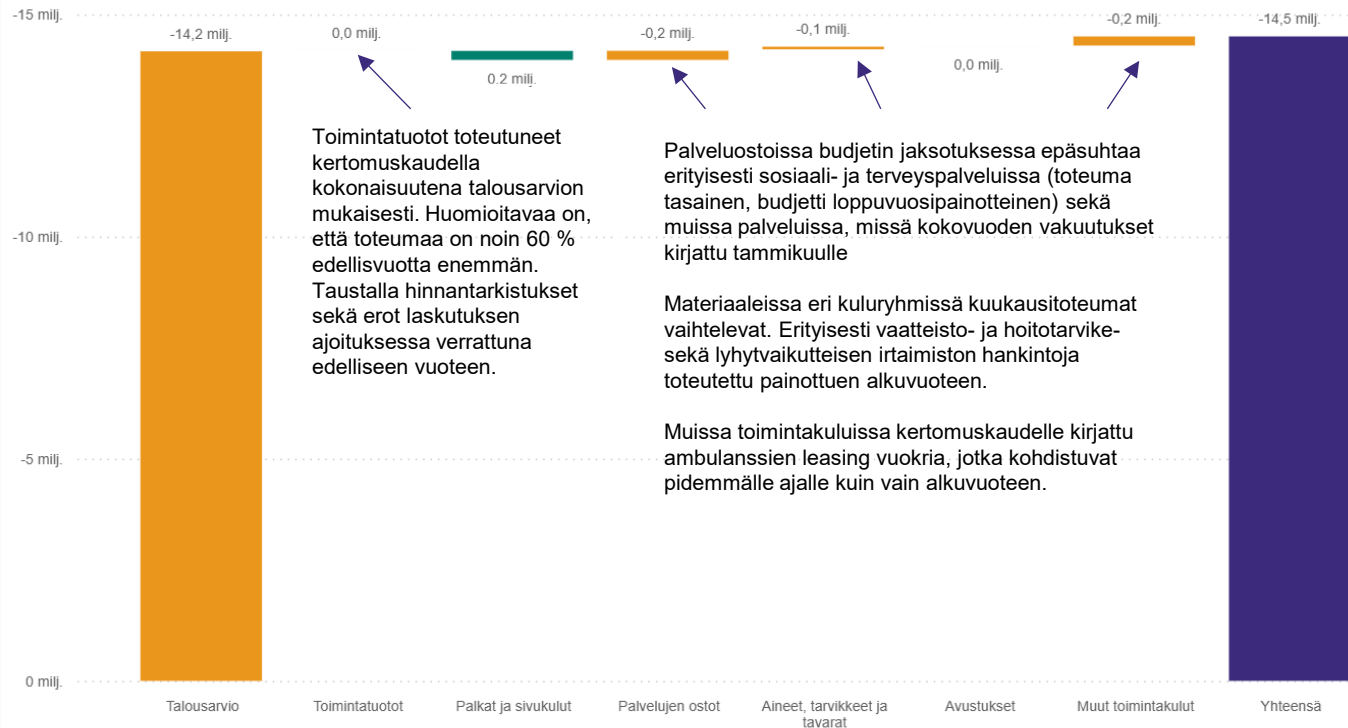 -15 milj.
-14,2 milj.
0,0 milj.
0.2 milj.
-0,2 milj.
-0,1 milj.
0,0 milj.
-0,2 milj.
-14,5 milj.
Toimintatuotot toteutuneet
kertomuskaudella
kokonaisuutena talousarvion
mukaisesti. Huomioitavaa on,
että toteumaa on noin 60 %
edellisvuotta enemmän.
Taustalla hinnantarkistukset
sekä erot laskutuksen
ajoituksessa verrattuna
edelliseen vuoteen.
Palveluostoissa budjetin jaksotuksessa epäsuhtaa
erityisesti sosiaali- ja terveyspalveluissa (toteuma
tasainen, budjetti loppuvuosipainotteinen) sekä
muissa palveluissa, missä kokovuoden vakuutukset
kirjattu tammikuulle
Materiaaleissa eri kuluryhmissä kuukausitoteumat
vaihtelevat. Erityisesti vaatteisto- ja hoitotarvike-
sekä lyhytvaikutteisen irtaimiston hankintoja
toteutettu painottuen alkuvuoteen.
Muissa toimintakuluissa kertomuskaudelle kirjattu
ambulanssien leasing vuokria, jotka kohdistuvat
pidemmälle ajalle kuin vain alkuvuoteen.
-10 milj.
-5 milj.
0 milj.
Talousarvio
Toimintatuotot
Palkat ja sivukulut
Palvelujen ostot
Aineet, tarvikkeet ja
tavarat
Avustukset
Muut toimintakulut
Yhteensä